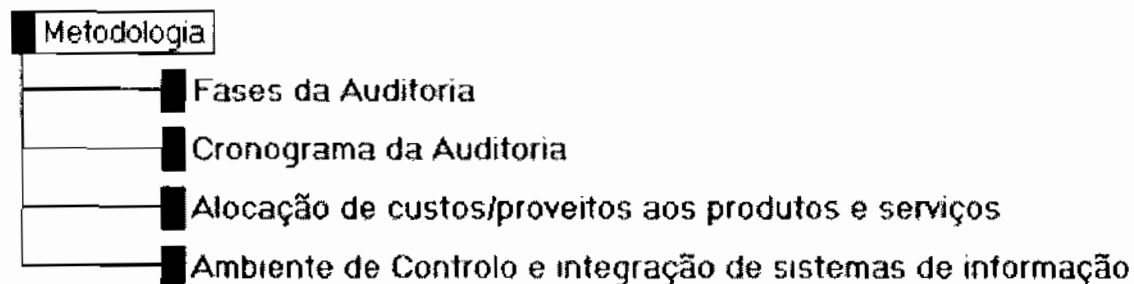 Metodologia
Fases da Auditoria
Cronograma da Auditoria
Alocação de custos/proveitos aos produtos e serviços
Ambiente de Controlo e integração de sistemas de informação